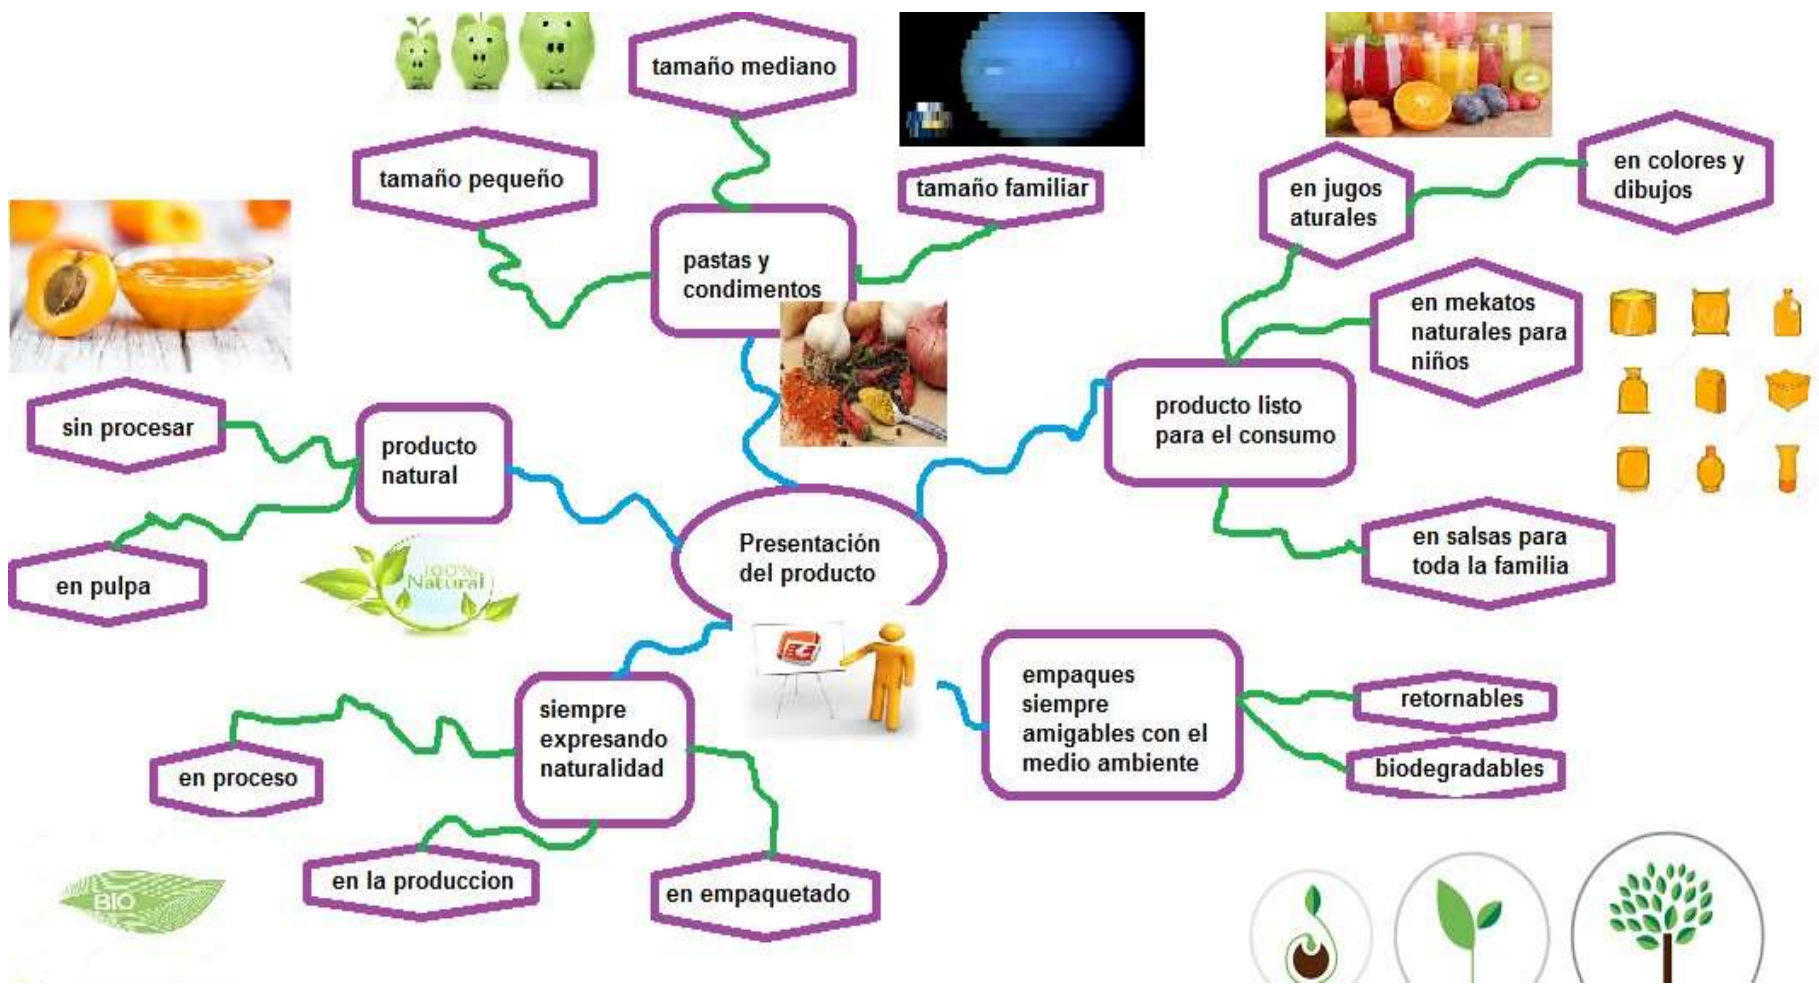 tamaño mediano
tamaño pequeño
tamaño familiar
en jugos
aturales
en colores y
dibujos
pastas y
condimentos
en mekatos
naturales para
niños
sin procesar
producto
natural
producto listo
para el consumo
en pulpa
100%
Natural
Presentación
del producto
en salsas para
toda la familia
siempre
expresando
naturalidad
empaques
siempre
amigables con el
medio ambiente
retornables
biodegradables
en proceso
en la produccion
en empaquetado
BIO